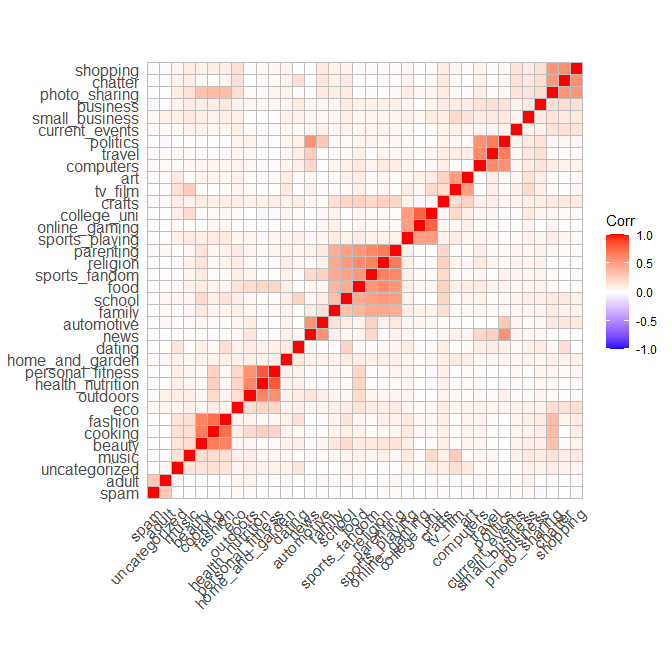 shopping
chatter
photo_sharing
business
small_business
current_events
politics
travel
computers
art
tv_film
crafts
college_uni
online_gaming
sports_playing
parenting
religion
sports_fandom
food
school
family
automotive
news
dating
home_and_garden
personal_fitness
health_nutrition
outdoors
eco
fashion
cooking
beauty
music
uncategorized
adult
spam
Corr
1.0
0.5
0.0
-0.5
-1.0
spam
adult
uncategorized
music
beauty
cooking
fashion
eco
outdoors
health_nutrition
personal_fitness
home_and_garden
dating
news
automotive
family
school
food
sports_fandom
religion
parenting
sports_playing
online_gaming
college_uni
crafts
tv_film
art
computers
travel
politics
current_events
small_business
business
photo_sharing
chatter
shopping